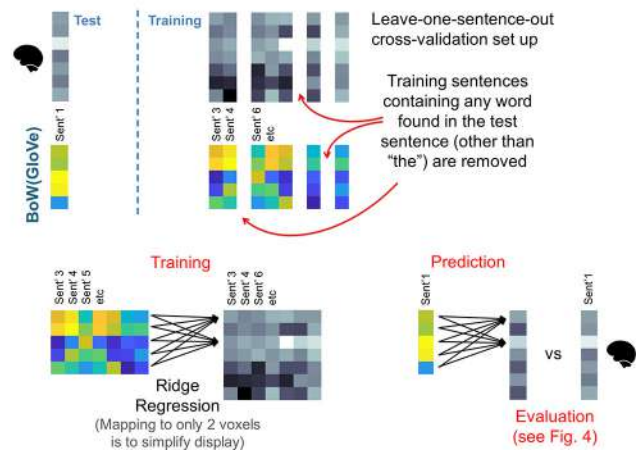 Test
Training
Leave-one-sentence-out
cross-validation set up
Training sentences
containing any word
found in the test
sentence (other than
"the") are removed
BoW(GloVe)
Sent' 1
Sent' 3
Sent' 4
Sent' 6
etc
Training
Sent' 3
Sent' 4
Sent' 5
etc
Sent' 3
Sent' 4
Sent' 6
etc
Ridge
Regression
(Mapping to only 2 voxels
is to simplify display)
Prediction
Sent'1
Sent'1
vs
Evaluation
(see Fig. 4)